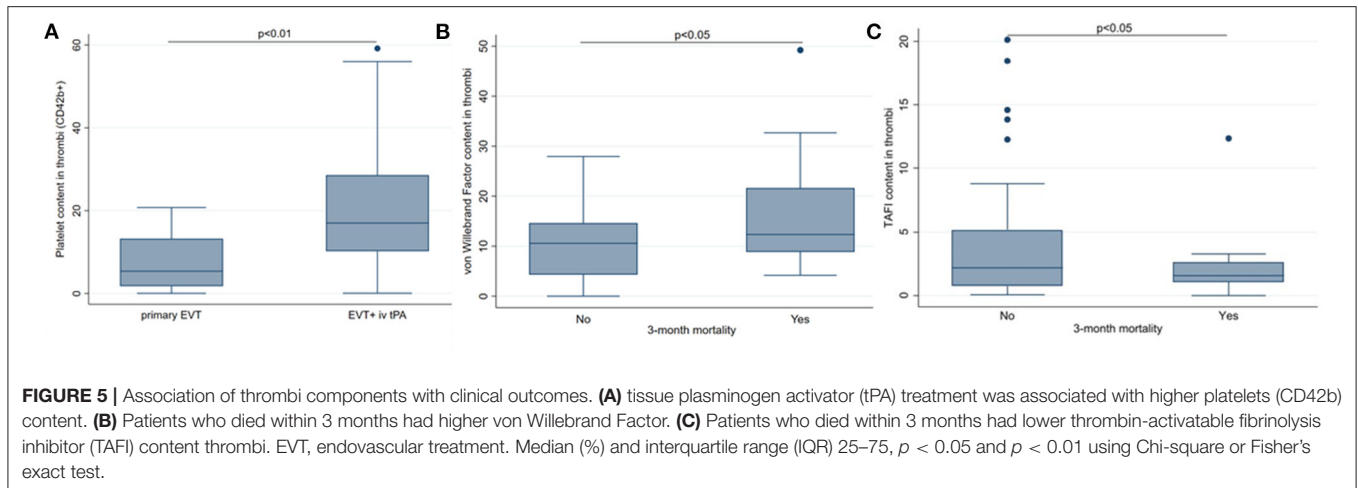 A
p<0.01
Platelet content in thrombi (CD42b+)
60
40
20
0
primary EVT
EVT+ iv tPA
B
p<0.05
von Willebrand Factor content in thrombi
50
40
30
20
10
0
No
Yes
3-month mortality
C
p<0.05
TAFI content in thrombi
20
15
10
5
0
No
Yes
3-month mortality
FIGURE 5 | Association of thrombi components with clinical outcomes. (A) tissue plasminogen activator (tPA) treatment was associated with higher platelets (CD42b)
content. (B) Patients who died within 3 months had higher von Willebrand Factor. (C) Patients who died within 3 months had lower thrombin-activatable fibrinolysis
inhibitor (TAFI) content thrombi. EVT, endovascular treatment. Median (%) and interquartile range (IQR) 25–75, p < 0.05 and p < 0.01 using Chi-square or Fisher's
exact test.